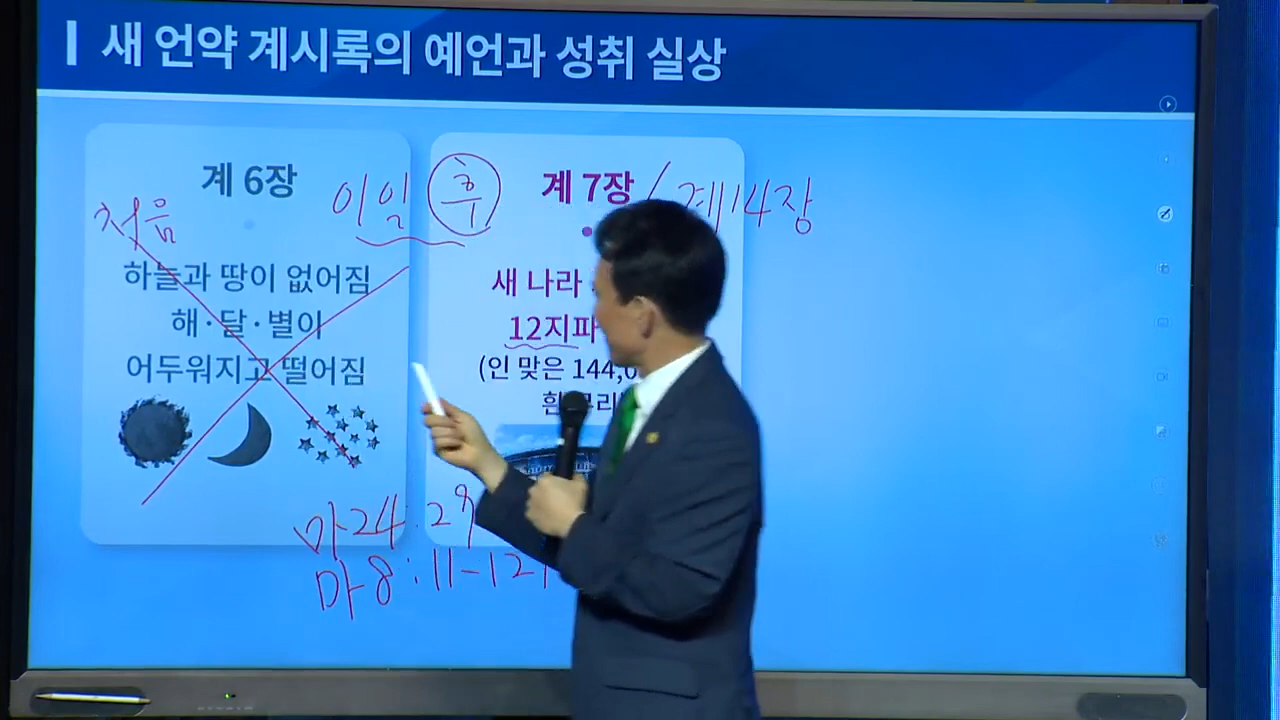 새 언약 계시록의 예언과 성취 실상
계 6장
처음
하늘과 땅이 없어짐
해·달·별이
어두워지고 떨어짐
이일 후
계 7장 / 계14장
새 나라
12지파
(인 맞은 144,0
흰 무리
마24:29
마8:11-12